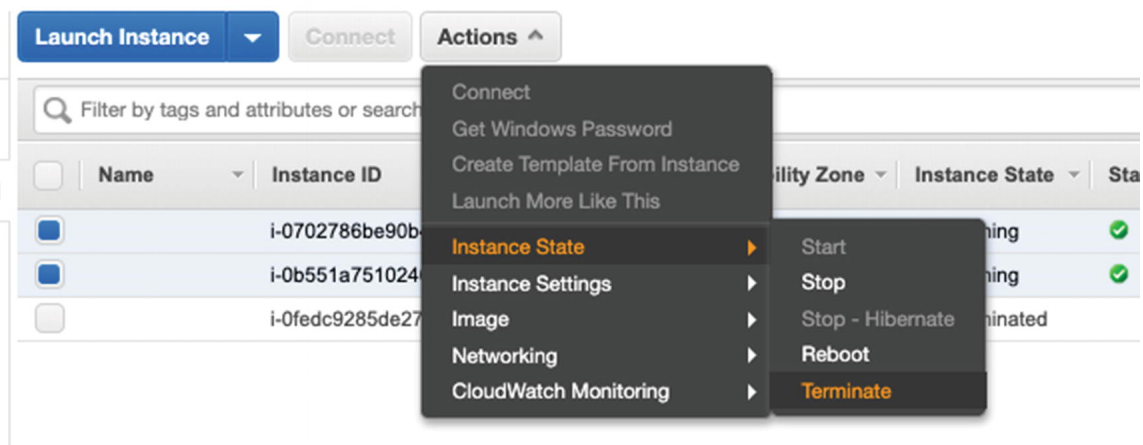 Launch Instance Connect Actions
Filter by tags and attributes or search
Connect
Get Windows Password
Create Template From Instance
Launch More Like This
Instance State
Instance Settings
Image
Networking
CloudWatch Monitoring
Start
Stop
Stop - Hibernate
Reboot
Terminate
Name Instance ID ility Zone Instance State Sta
i-0702786be90b ning
i-0b551a751024 ning
i-0fedc9285de27 ninated